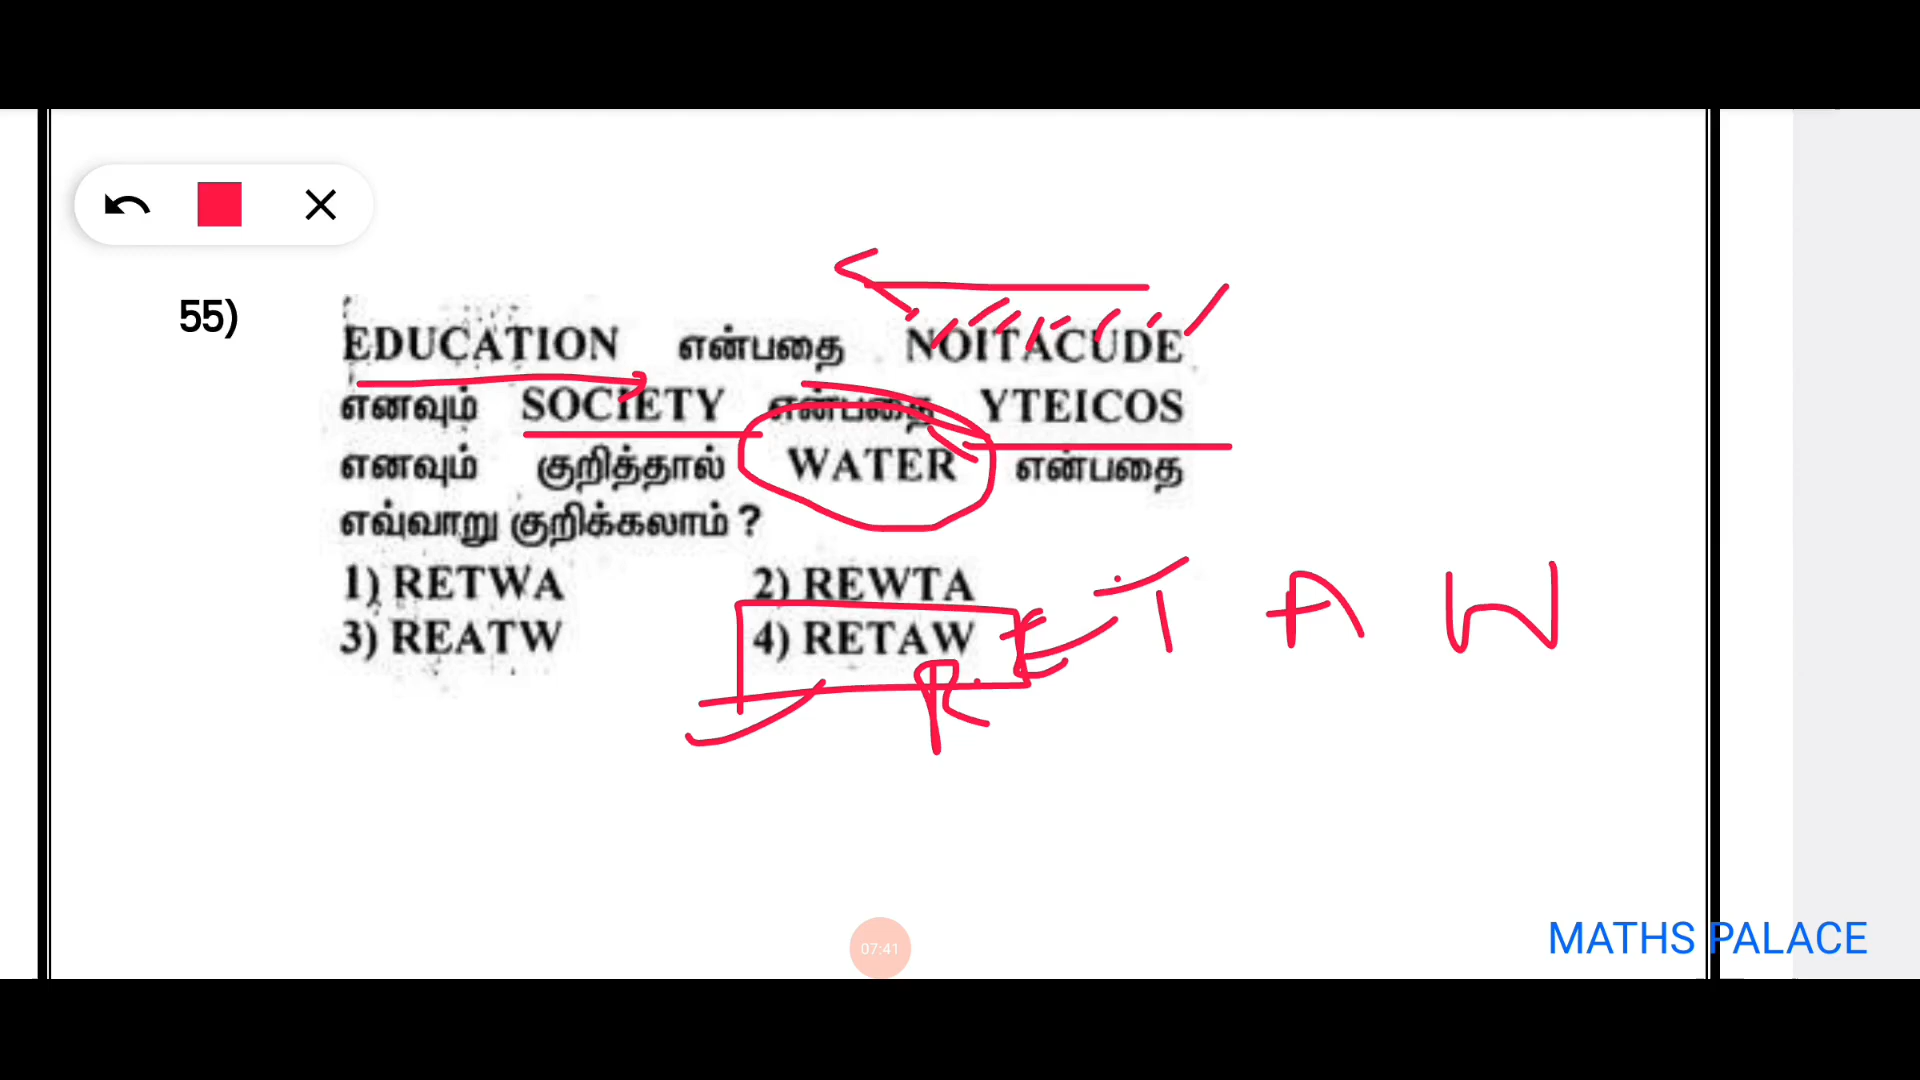 55)
EDUCATION என்பதை NOITACUDE
எனவும் SOCIETY என்பதை YTEICOS
எனவும் குறித்தால் WATER என்பதை
எவ்வாறு குறிக்கலாம் ?
1) RETWA 2) REWTA
3) REATW 4) RETAW
R E T A W
07:41
MATHS PALACE